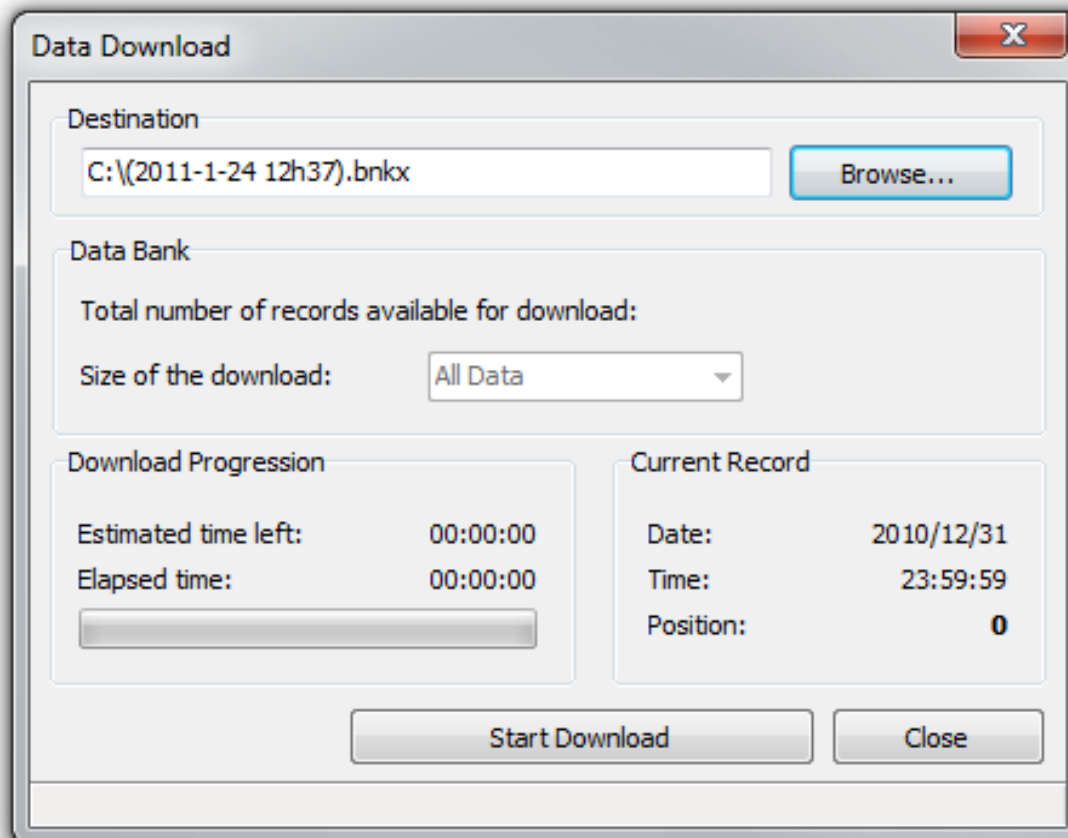 Data Download
Destination
C:\(2011-1-24 12h37).bnkx
Browse...
Data Bank
Total number of records available for download:
Size of the download: All Data
Download Progression
Estimated time left: 00:00:00
Elapsed time: 00:00:00
Current Record
Date: 2010/12/31
Time: 23:59:59
Position: 0
Start Download
Close